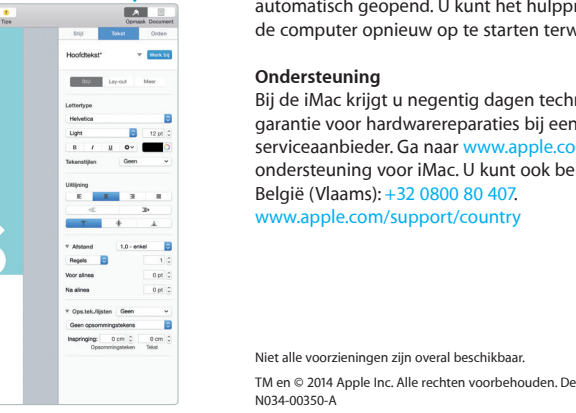 Tips
Opmaak Document
Stijl Tekst Orden
Hoofdtekst* Werk bij
Stijl Lay-out Meer
Lettertype
Helvetica
Light 12 pt
B I U
Tekenstijlen Geen
Uitlijning
Afstand 1,0 - enkel
Regels 1
Voor alinea 0 pt
Na alinea 0 pt
Ops.tek./lijsten Geen
Geen opsommingstekens
Inspringing: 0 cm 0 cm
Opsommingsteken Tekst
automatisch geopend. U kunt het hulppr
de computer opnieuw op te starten terw
Ondersteuning
Bij de iMac krijgt u negentig dagen techn
garantie voor hardwarereparaties bij een
serviceaanbieder. Ga naar www.apple.co
ondersteuning voor iMac. U kunt ook be
België (Vlaams): +32 0800 80 407.
www.apple.com/support/country
Niet alle voorzieningen zijn overal beschikbaar.
TM en © 2014 Apple Inc. Alle rechten voorbehouden. De
N034-00350-A